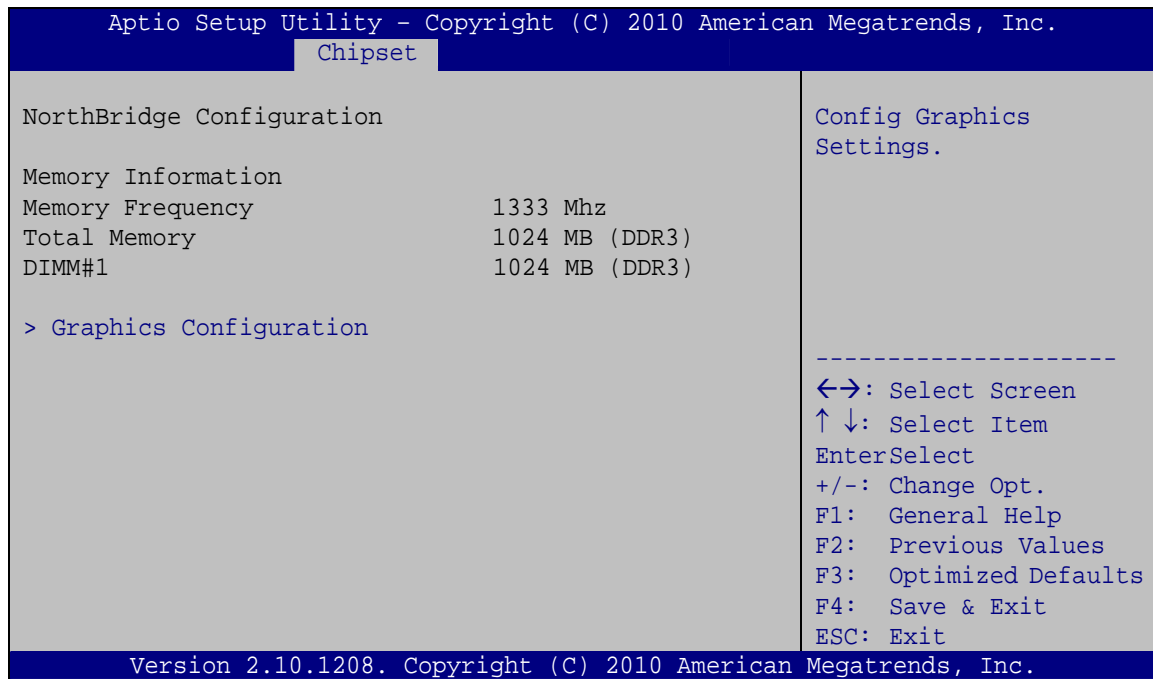 Aptio Setup Utility – Copyright (C) 2010 American Megatrends, Inc.
Chipset
NorthBridge Configuration
Memory Information
Memory Frequency 1333 Mhz
Total Memory 1024 MB (DDR3)
DIMM#1 1024 MB (DDR3)
> Graphics Configuration
Config Graphics
Settings.
---------------------
←→: Select Screen
↑ ↓: Select Item
EnterSelect
+/-: Change Opt.
F1: General Help
F2: Previous Values
F3: Optimized Defaults
F4: Save & Exit
ESC: Exit
Version 2.10.1208. Copyright (C) 2010 American Megatrends, Inc.